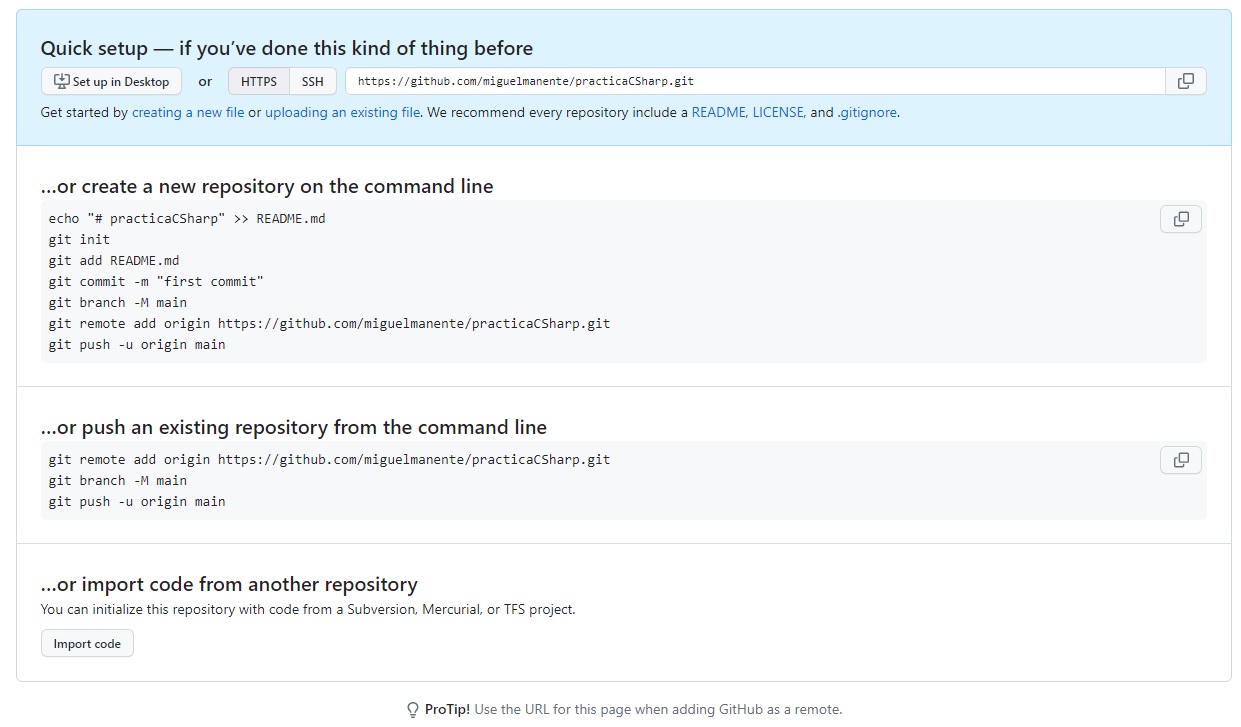 Quick setup — if you’ve done this kind of thing before
Set up in Desktop or HTTPS SSH https://github.com/miguelmanente/practicaCSharp.git
Get started by creating a new file or uploading an existing file. We recommend every repository include a README, LICENSE, and .gitignore.
…or create a new repository on the command line
echo "# practicaCSharp" >> README.md
git init
git add README.md
git commit -m "first commit"
git branch -M main
git remote add origin https://github.com/miguelmanente/practicaCSharp.git
git push -u origin main
…or push an existing repository from the command line
git remote add origin https://github.com/miguelmanente/practicaCSharp.git
git branch -M main
git push -u origin main
…or import code from another repository
You can initialize this repository with code from a Subversion, Mercurial, or TFS project.
Import code
ProTip! Use the URL for this page when adding GitHub as a remote.